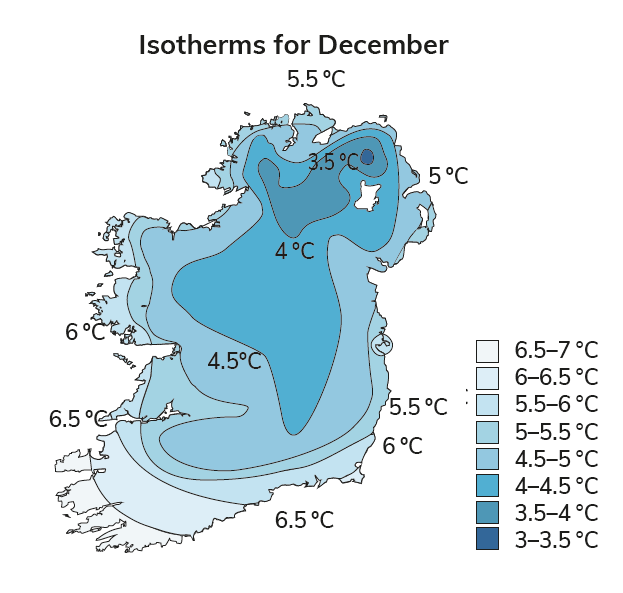 Isotherms for December
5.5 °C
3.5 °C
5 °C
4 °C
6 °C
4.5°C
6.5 °C
5.5 °C
6 °C
6.5 °C
6.5–7 °C
6–6.5 °C
5.5–6 °C
5–5.5 °C
4.5–5 °C
4–4.5 °C
3.5–4 °C
3–3.5 °C